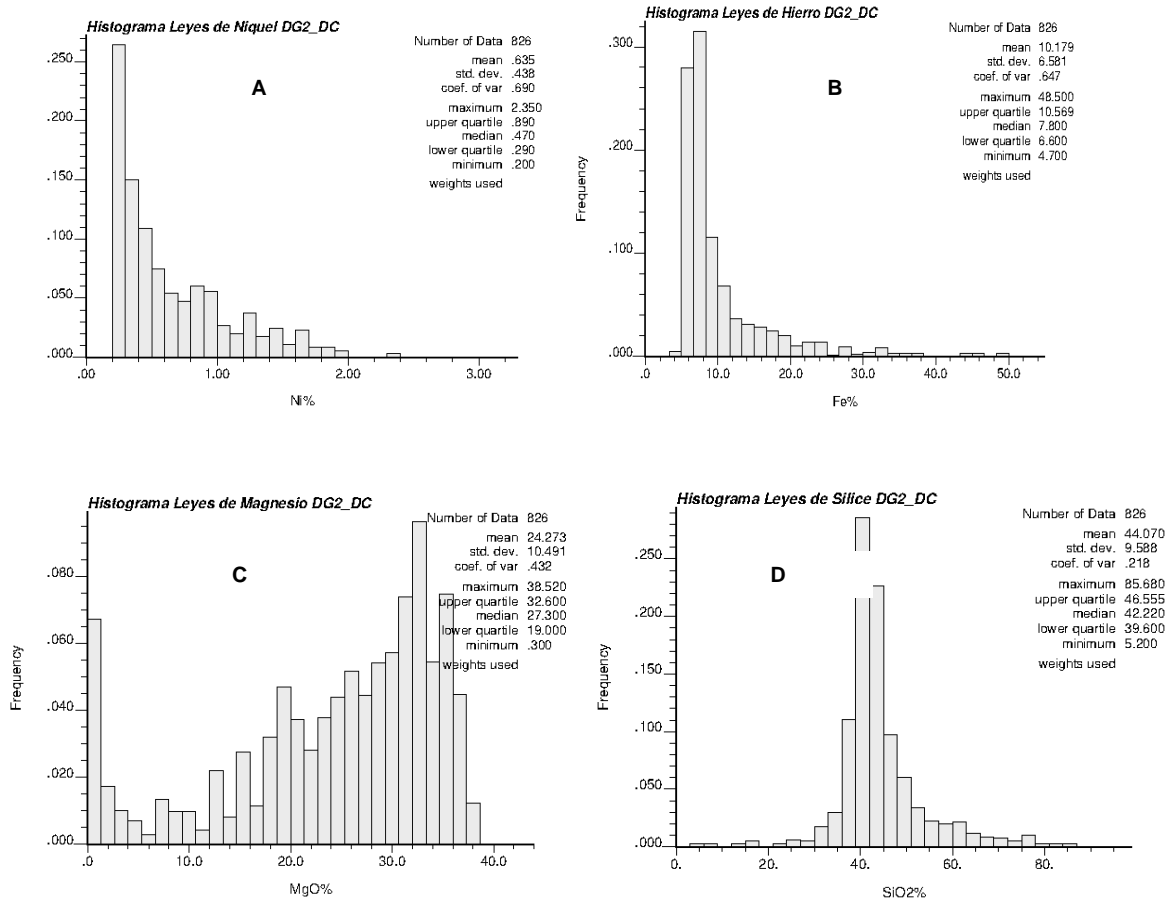 Histograma Leyes de Niquel DG2_DC
Number of Data 826
mean .635
std. dev. .438
coef. of var .690
maximum 2.350
upper quartile .890
median .470
lower quartile .290
minimum .200
weights used
A
.250
.200
.150
.100
.050
.000
.00 1.00 2.00 3.00
Ni%
Histograma Leyes de Hierro DG2_DC
Number of Data 826
mean 10.179
std. dev. 6.581
coef. of var .647
maximum 48.500
upper quartile 10.569
median 7.800
lower quartile 6.600
minimum 4.700
weights used
B
Frequency
.300
.200
.100
.000
.0 10.0 20.0 30.0 40.0 50.0
Fe%
Histograma Leyes de Magnesio DG2_DC
Number of Data 826
mean 24.273
std. dev. 10.491
coef. of var .432
maximum 38.520
upper quartile 32.600
median 27.300
lower quartile 19.000
minimum .300
weights used
C
Frequency
.080
.060
.040
.020
.000
.0 10.0 20.0 30.0 40.0
MgO%
Histograma Leyes de Silice DG2_DC
Number of Data 826
mean 44.070
std. dev. 9.588
coef. of var .218
maximum 85.680
upper quartile 46.555
median 42.220
lower quartile 39.600
minimum 5.200
weights used
D
Frequency
.250
.200
.150
.100
.050
.000
0. 20. 40. 60. 80.
SiO2%